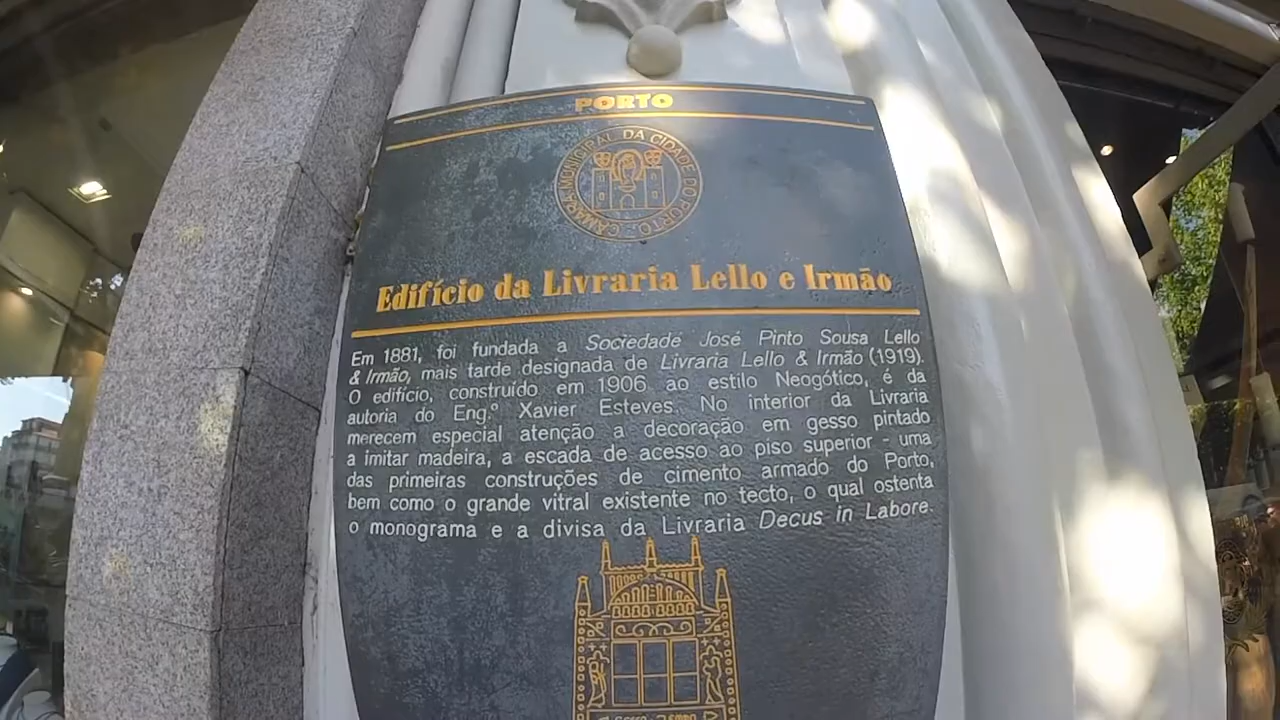 PORTO
CÂMARA MUNICIPAL DA CIDADE DO PORTO
Edifício da Livraria Lello e Irmão
Em 1881, foi fundada a Sociedade José Pinto Sousa Lello
& Irmão, mais tarde designada de Livraria Lello & Irmão (1919).
O edifício, construído em 1906 ao estilo Neogótico, é da
autoria do Eng.º Xavier Esteves. No interior da Livraria
merecem especial atenção a decoração em gesso pintado
a imitar madeira, a escada de acesso ao piso superior - uma
das primeiras construções de cimento armado do Porto,
bem como o grande vitral existente no tecto, o qual ostenta
o monograma e a divisa da Livraria Decus in Labore.